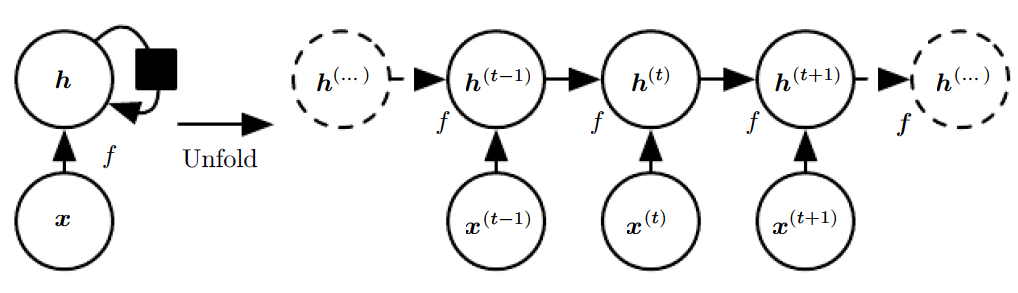 h
f
x
Unfold
h^(...)
h^(t−1)
h^(t)
h^(t+1)
h^(...)
f
f
f
f
x^(t−1)
x^(t)
x^(t+1)